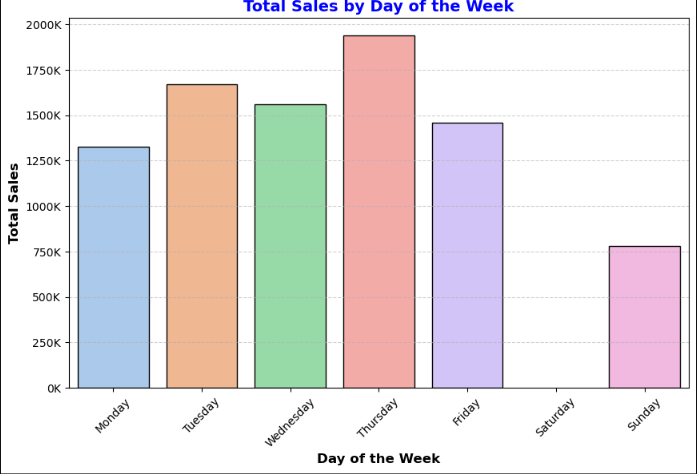 Total Sales by Day of the Week
Total Sales
2000K
1750K
1500K
1250K
1000K
750K
500K
250K
0K
Monday
Tuesday
Wednesday
Thursday
Friday
Saturday
Sunday
Day of the Week